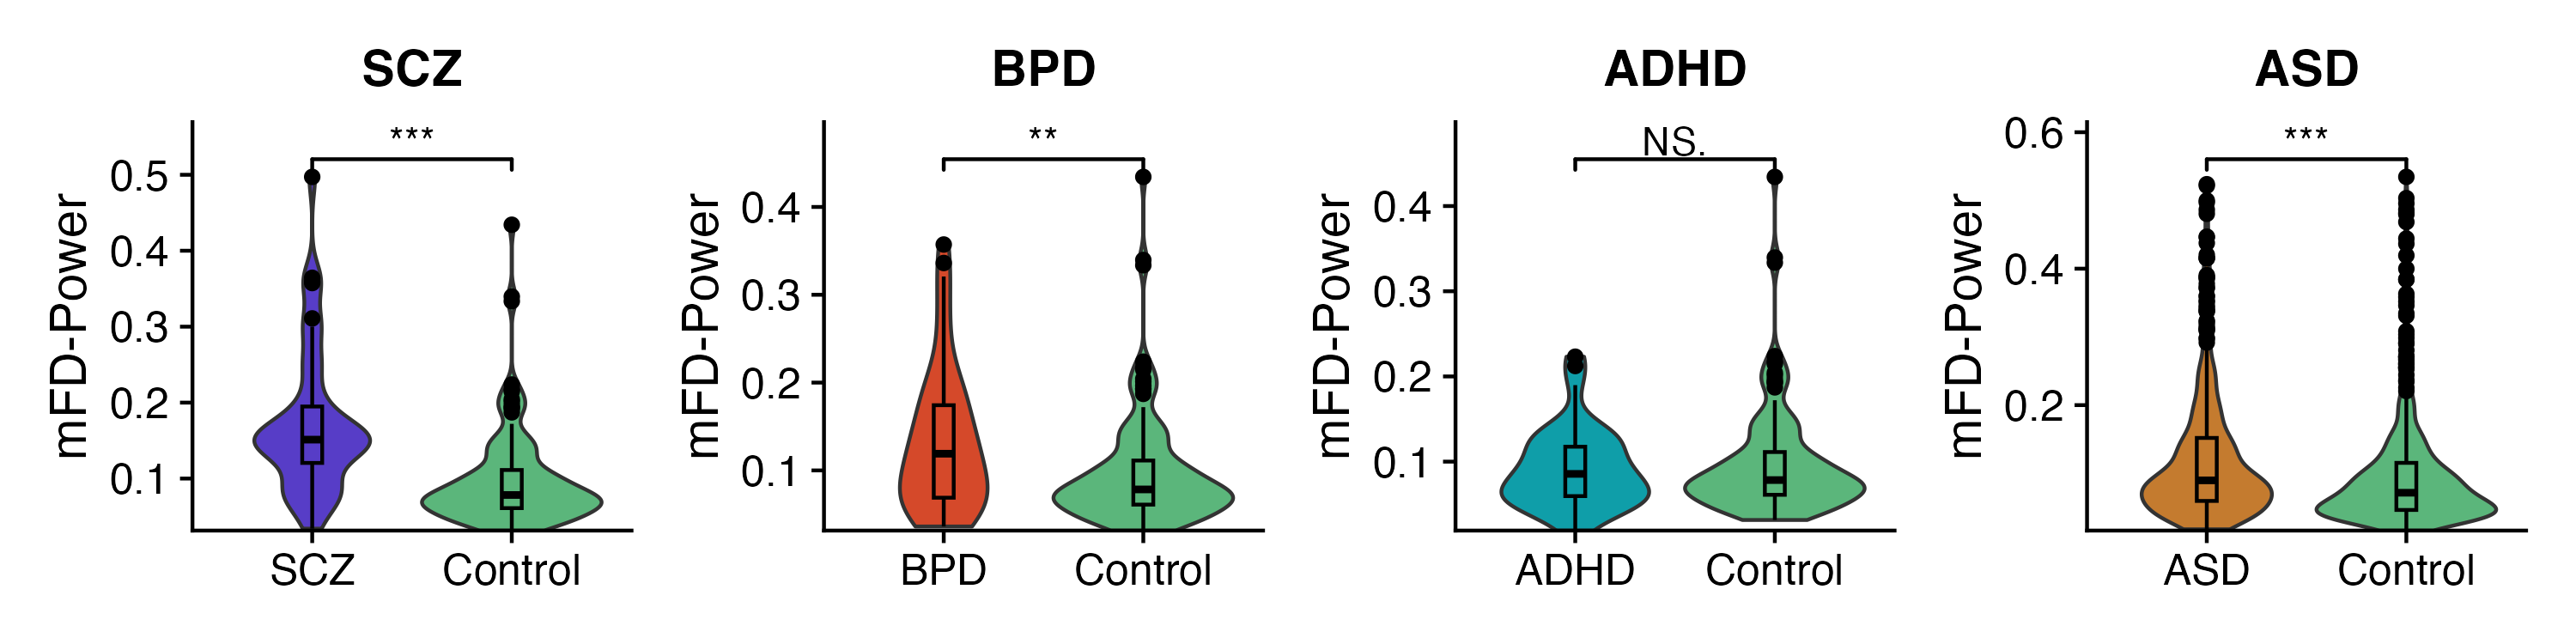 SCZ
***
mFD-Power
0.5
0.4
0.3
0.2
0.1
SCZ
Control
BPD
**
mFD-Power
0.4
0.3
0.2
0.1
BPD
Control
ADHD
NS.
mFD-Power
0.4
0.3
0.2
0.1
ADHD
Control
ASD
***
mFD-Power
0.6
0.4
0.2
ASD
Control